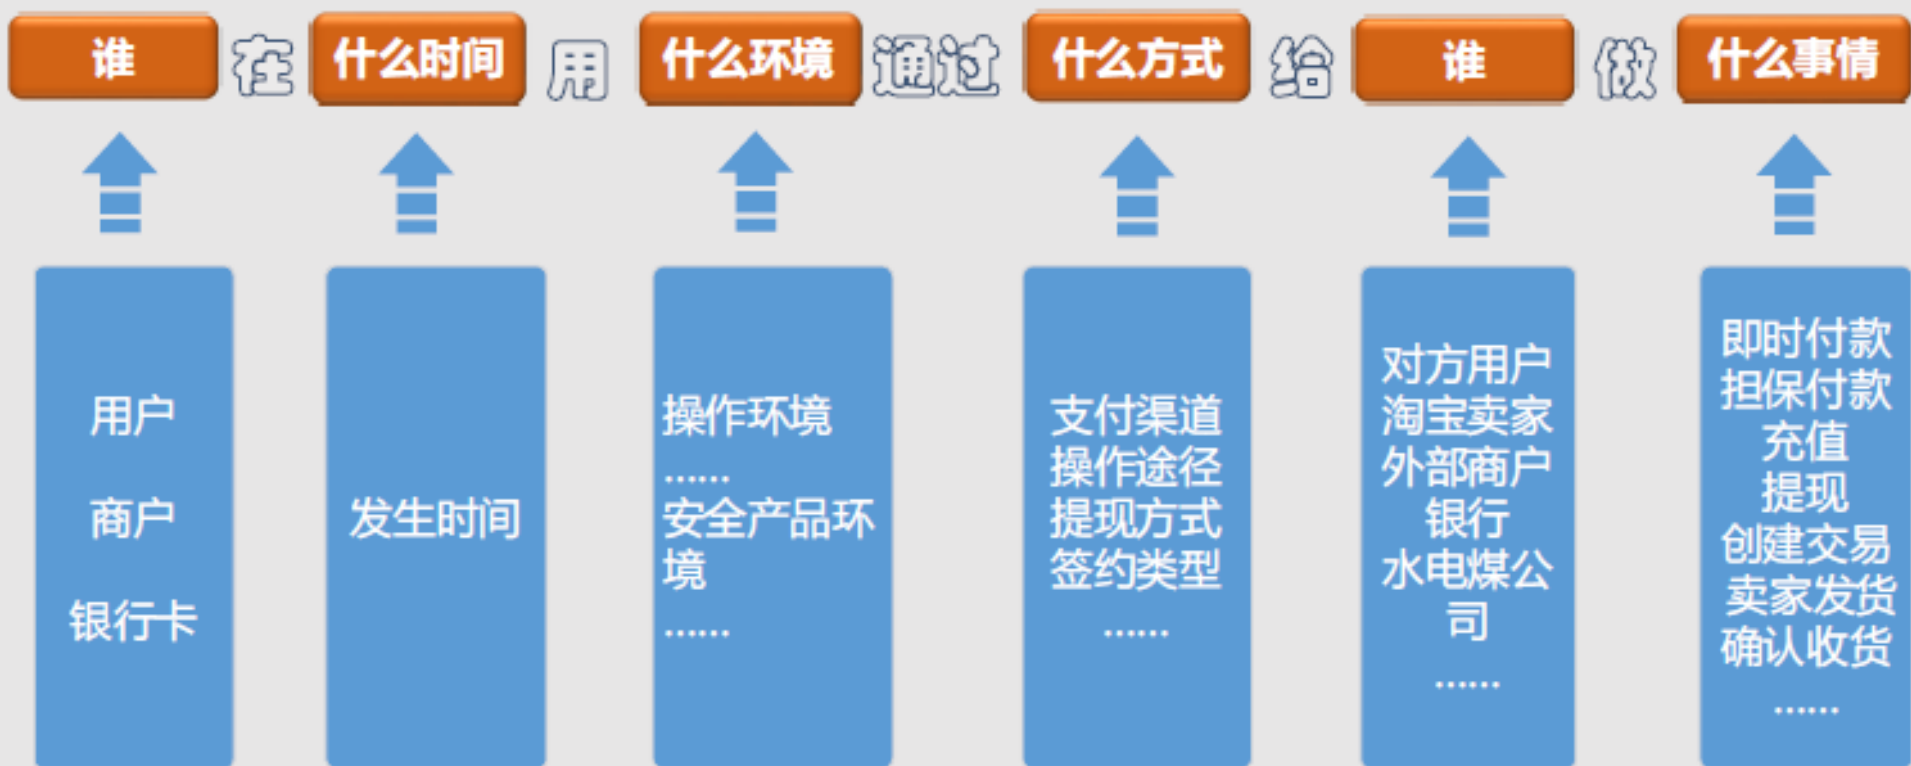 谁 在 什么时间 用 什么环境 通过 什么方式 给 谁 做 什么事情
用户
商户
银行卡
发生时间
操作环境
......
安全产品环
境
......
支付渠道
操作途径
提现方式
签约类型
......
对方用户
淘宝卖家
外部商户
银行
水电煤公
司
......
即时付款
担保付款
充值
提现
创建交易
卖家发货
确认收货
......